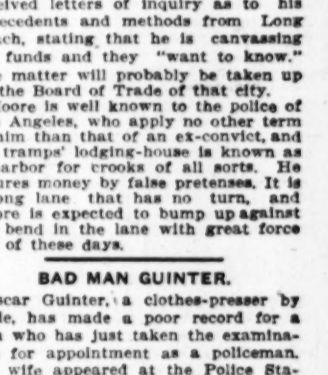 eived letters of inquiry as to his
ecedents and methods from Long
ch, stating that he is canvassing
funds and they "want to know."
matter will probably be taken up
the Board of Trade of that city.
oore is well known to the police of
Angeles, who apply no other term
him than that of an ex-convict, and
tramps' lodging-house is known as
arbor for crooks of all sorts. He
ures money by false pretenses. It is
ong lane that has no turn, and
ore is expected to bump up against
bend in the lane with great force
of these days.
BAD MAN GUINTER.
scar Guinter, a clothes-presser by
de, has made a poor record for a
n who has just taken the examina-
for appointment as a policeman.
wife appeared at the Police Sta-